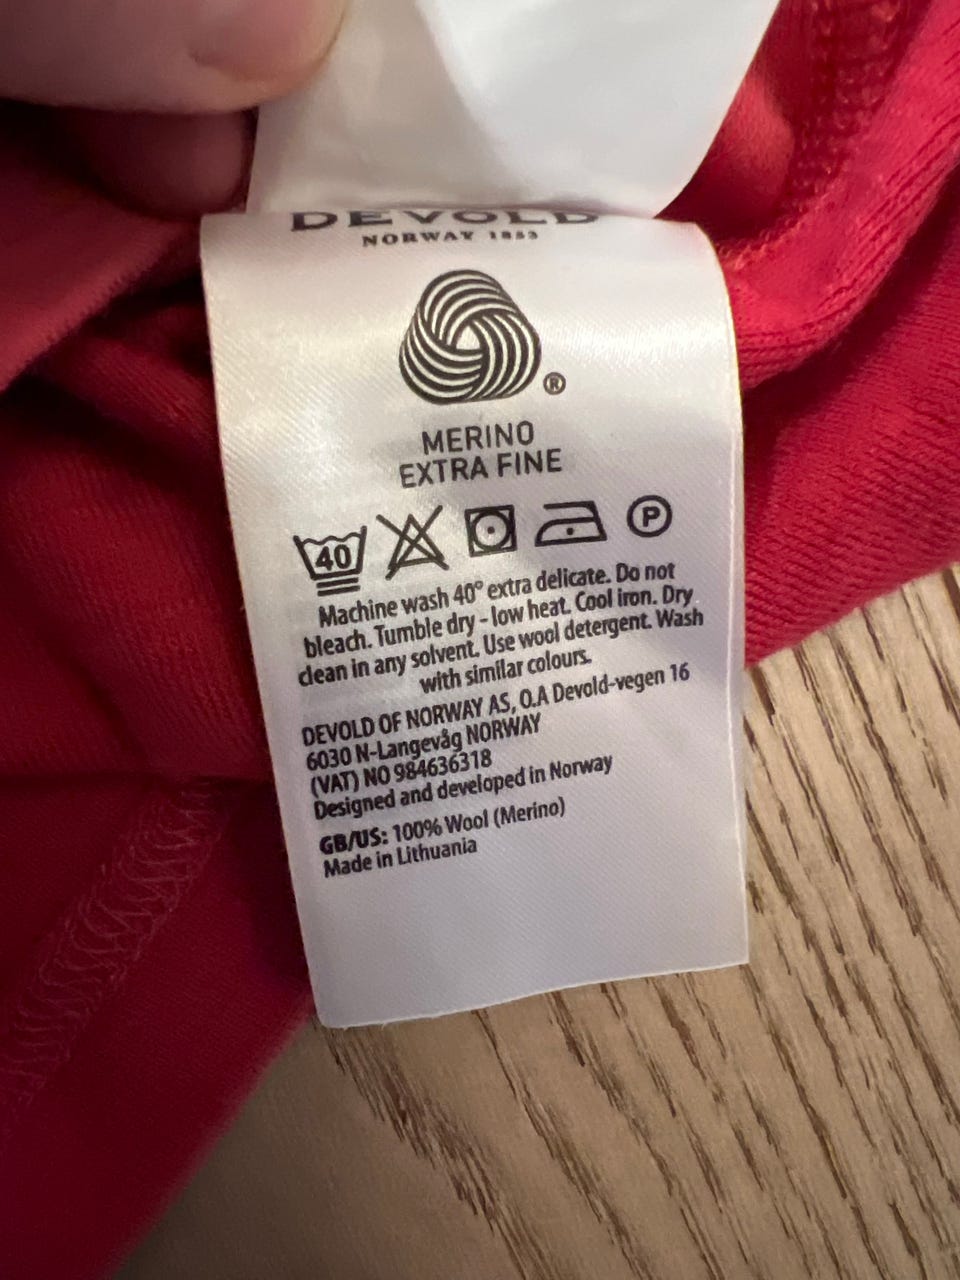 DEVOLD
NORWAY 1853
®
MERINO
EXTRA FINE
40 P
Machine wash 40° extra delicate. Do not
bleach. Tumble dry - low heat. Cool iron. Dry
clean in any solvent. Use wool detergent. Wash
with similar colours.
DEVOLD OF NORWAY AS, O.A Devold-vegen 16
6030 N-Langevåg NORWAY
(VAT) NO 984636318
Designed and developed in Norway
GB/US: 100% Wool (Merino)
Made in Lithuania